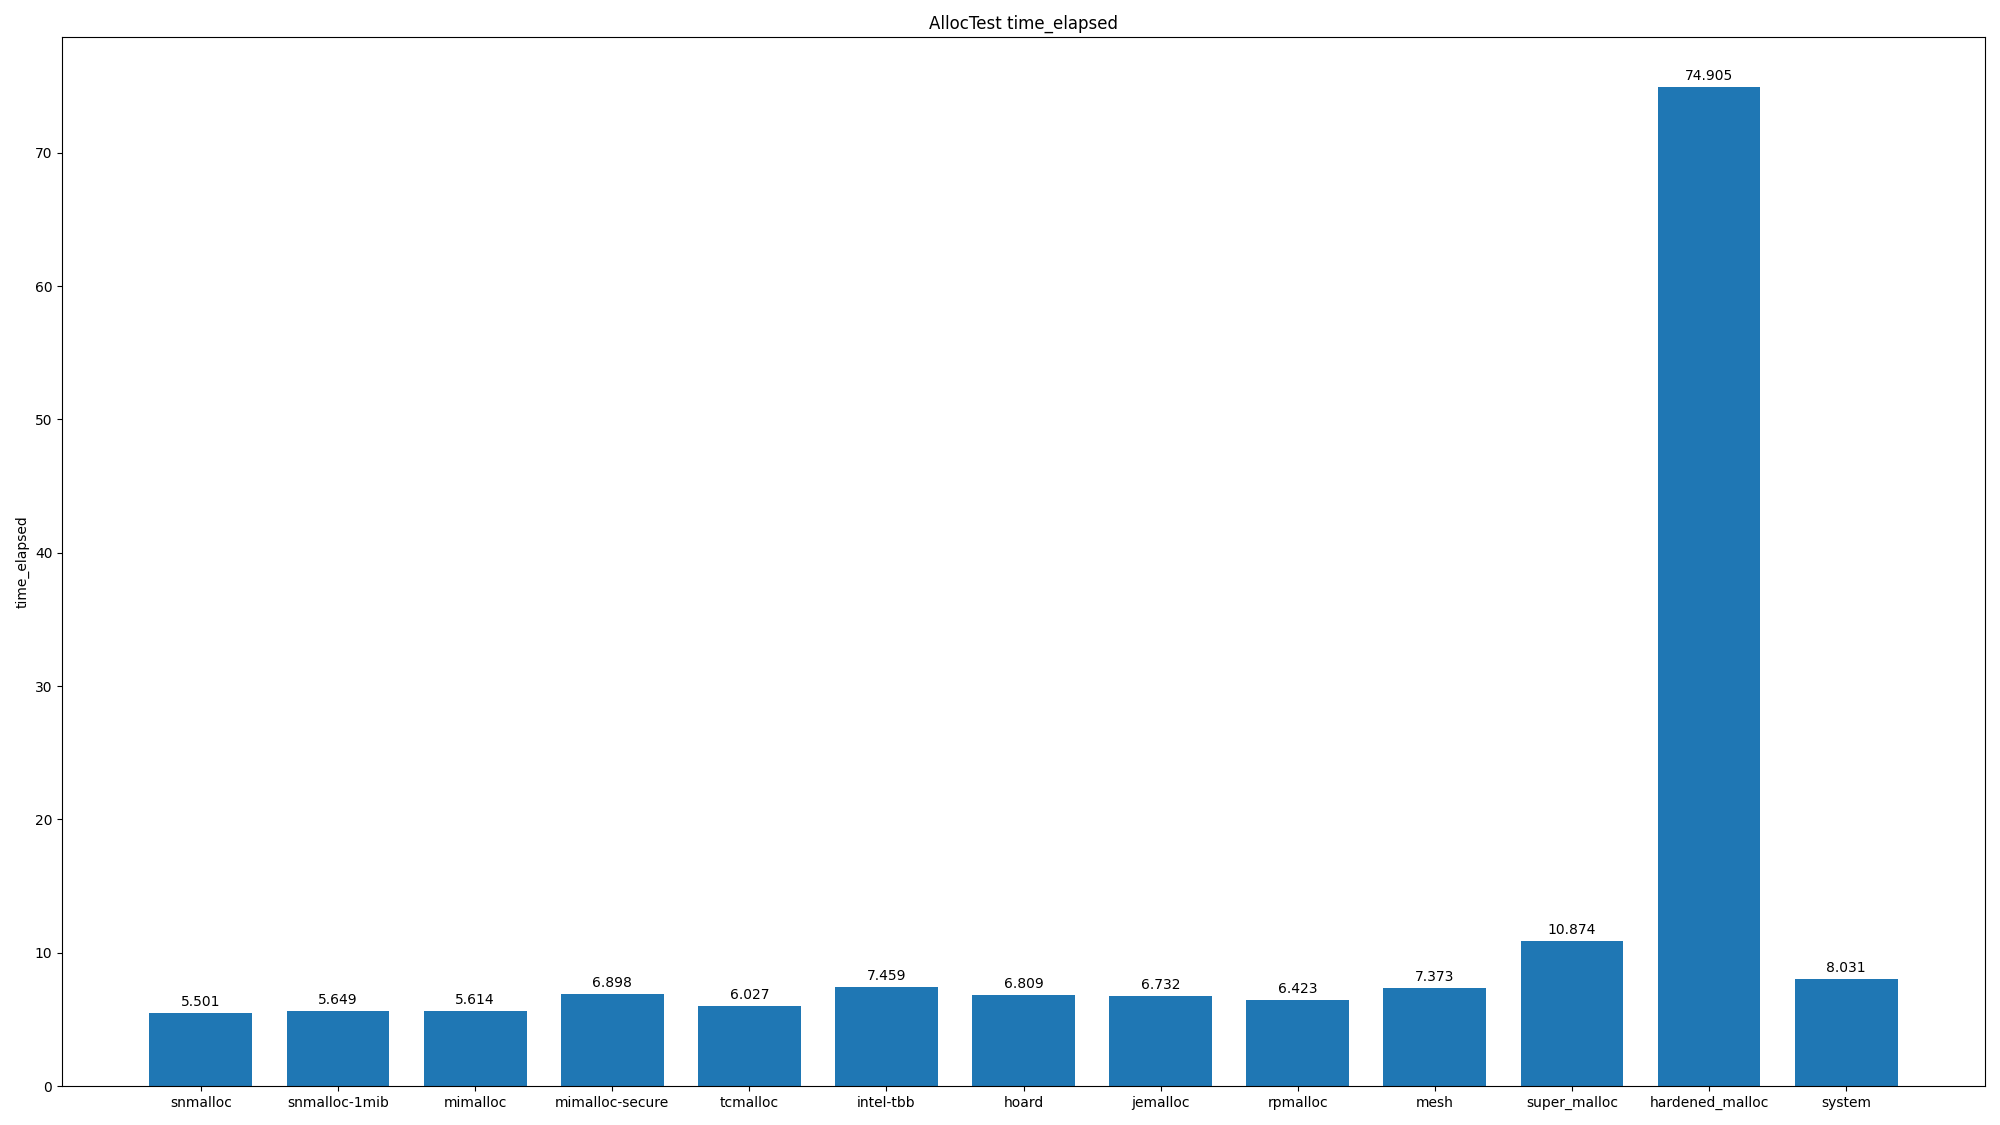 AllocTest time_elapsed
time_elapsed
70
60
50
40
30
20
10
0
5.501
5.649
5.614
6.898
6.027
7.459
6.809
6.732
6.423
7.373
10.874
74.905
8.031
snmalloc
snmalloc-1mib
mimalloc
mimalloc-secure
tcmalloc
intel-tbb
hoard
jemalloc
rpmalloc
mesh
super_malloc
hardened_malloc
system